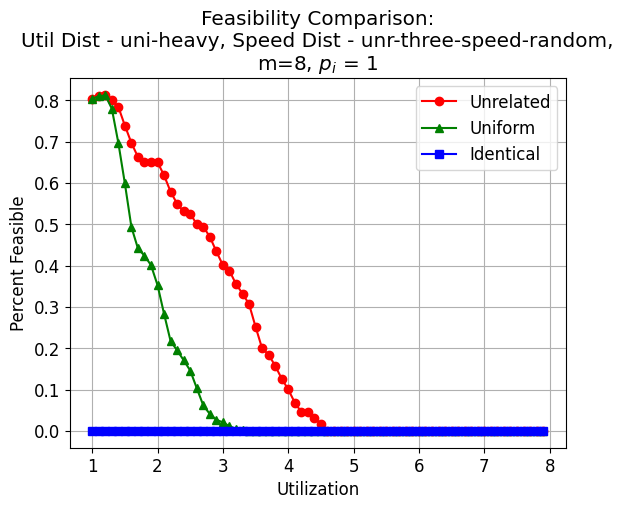 Feasibility Comparison:
Util Dist - uni-heavy, Speed Dist - unr-three-speed-random,
m=8, $p_i$ = 1
Unrelated
Uniform
Identical
Percent Feasible
0.8
0.7
0.6
0.5
0.4
0.3
0.2
0.1
0.0
1 2 3 4 5 6 7 8
Utilization